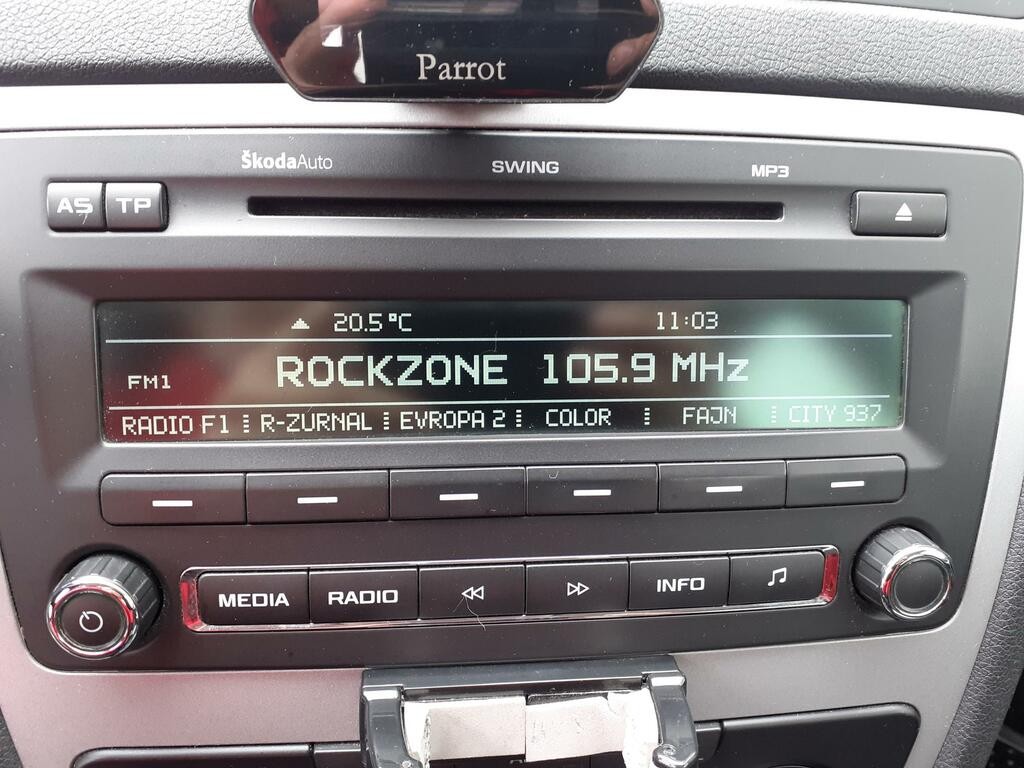 Parrot
ŠkodaAuto SWING MP3
AS TP
20.5°C 11:03
FM1 ROCKZONE 105.9 MHz
RADIO F1 R-ZURNAL EVROPA 2 COLOR FAJN CITY 937
MEDIA RADIO INFO